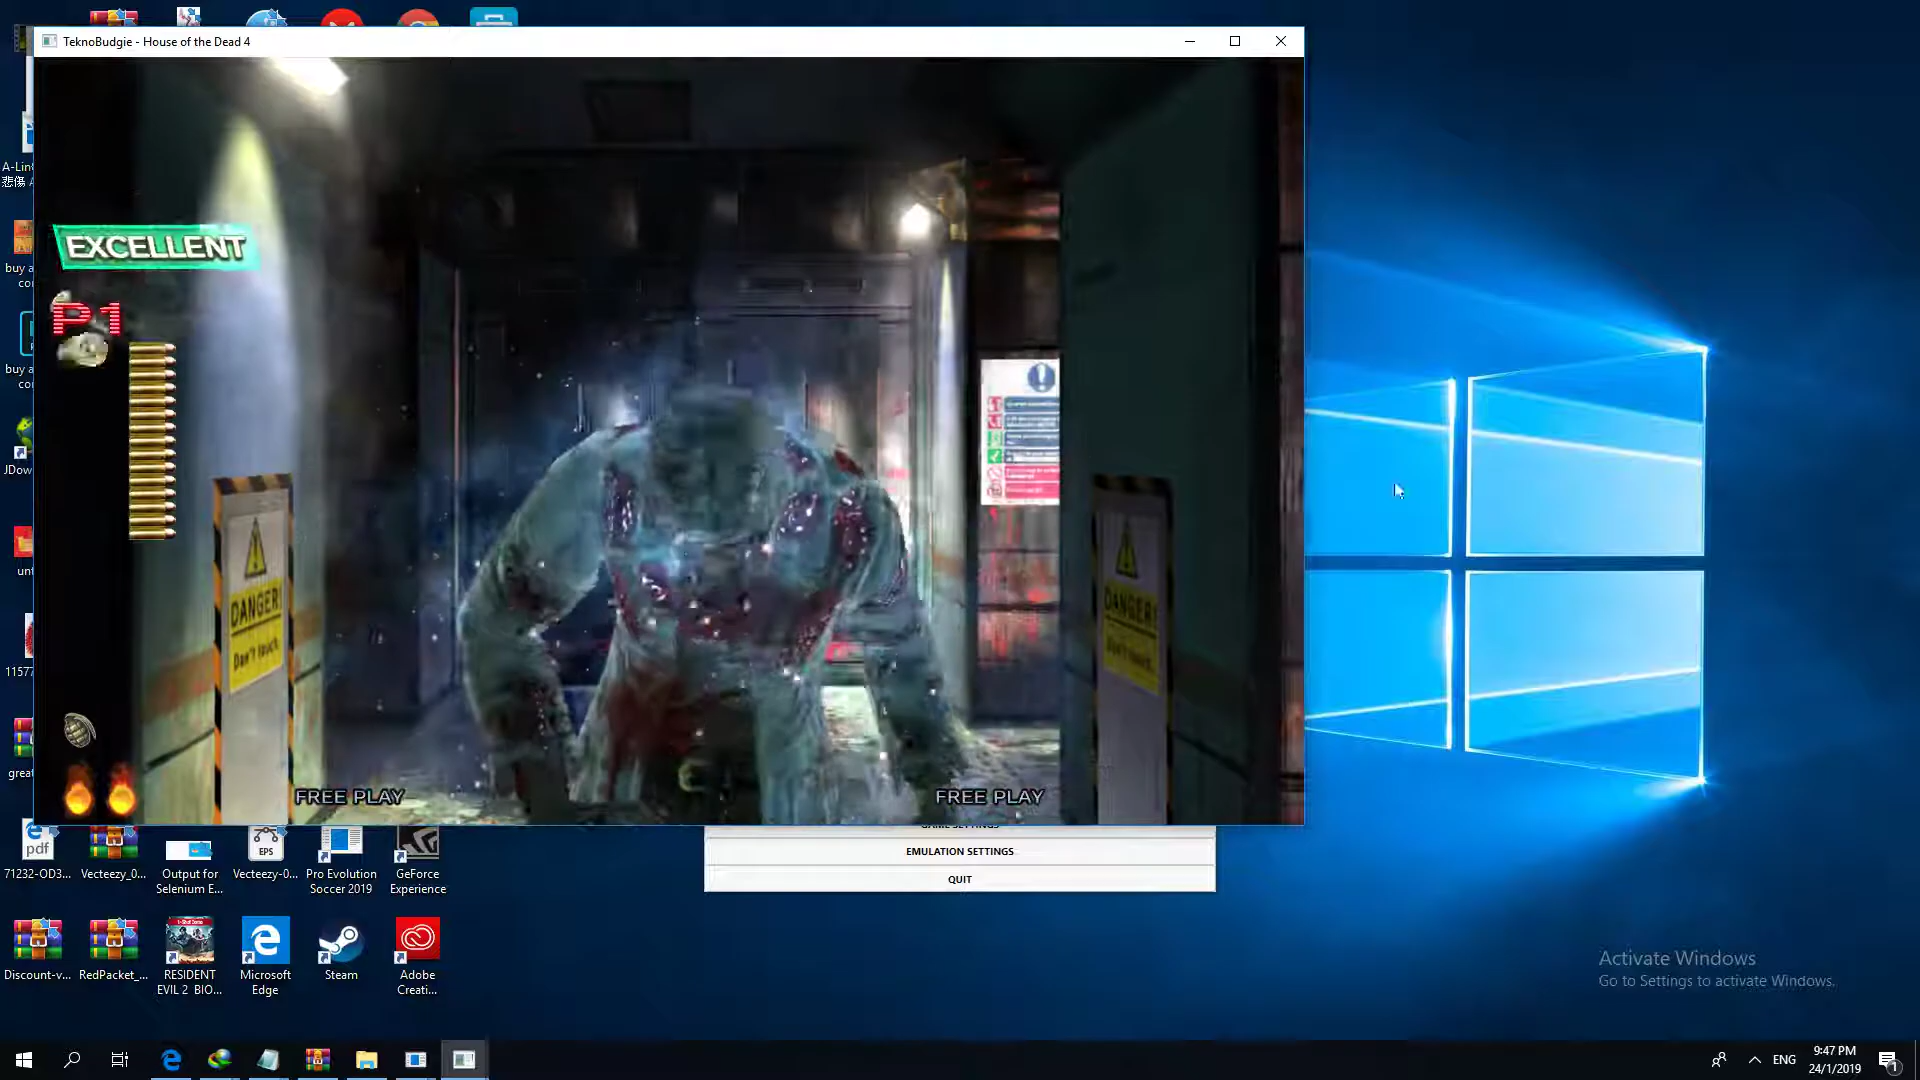 TeknoBudgie - House of the Dead 4
EXCELLENT
P1
DANGER!
Don't touch.
DANGER!
FREE PLAY
FREE PLAY
EMULATION SETTINGS
QUIT
buy a
buy a
JDow
unt
1157
great
pdf
EPS
71232-OD3...
Vecteezy_0...
Output for
Selenium E...
Vecteezy-0...
Pro Evolution
Soccer 2019
GeForce
Experience
Discount-v...
RedPacket_...
RESIDENT
EVIL 2 BIO...
Microsoft
Edge
Steam
Adobe
Creati...
Activate Windows
Go to Settings to activate Windows.
ENG
9:47 PM
24/1/2019
1